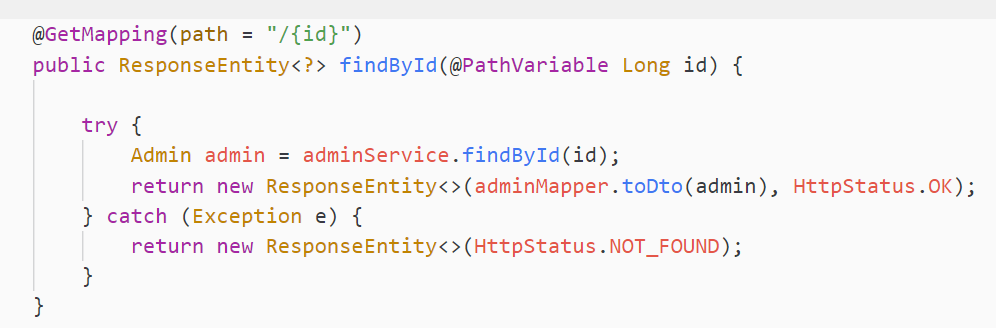 @GetMapping(path = "/{id}")
public ResponseEntity<?> findById(@PathVariable Long id) {
try {
Admin admin = adminService.findById(id);
return new ResponseEntity<>(adminMapper.toDto(admin), HttpStatus.OK);
} catch (Exception e) {
return new ResponseEntity<>(HttpStatus.NOT_FOUND);
}
}